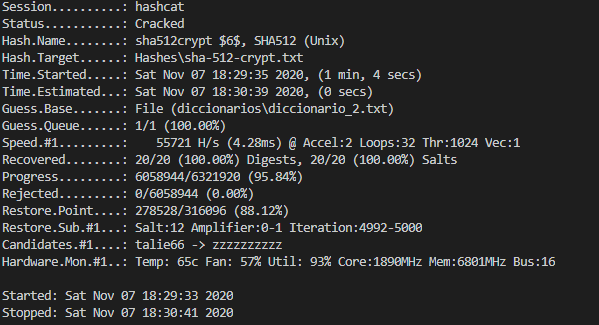 Session..........: hashcat
Status...........: Cracked
Hash.Name........: sha512crypt $6$, SHA512 (Unix)
Hash.Target......: Hashes\sha-512-crypt.txt
Time.Started.....: Sat Nov 07 18:29:35 2020, (1 min, 4 secs)
Time.Estimated...: Sat Nov 07 18:30:39 2020, (0 secs)
Guess.Base.......: File (diccionarios\diccionario_2.txt)
Guess.Queue......: 1/1 (100.00%)
Speed.#1.........:    55721 H/s (4.28ms) @ Accel:2 Loops:32 Thr:1024 Vec:1
Recovered........: 20/20 (100.00%) Digests, 20/20 (100.00%) Salts
Progress.........: 6058944/6321920 (95.84%)
Rejected.........: 0/6058944 (0.00%)
Restore.Point....: 278528/316096 (88.12%)
Restore.Sub.#1...: Salt:12 Amplifier:0-1 Iteration:4992-5000
Candidates.#1....: talie66 -> zzzzzzzzzz
Hardware.Mon.#1..: Temp: 65c Fan: 57% Util: 93% Core:1890MHz Mem:6801MHz Bus:16

Started: Sat Nov 07 18:29:33 2020
Stopped: Sat Nov 07 18:30:41 2020